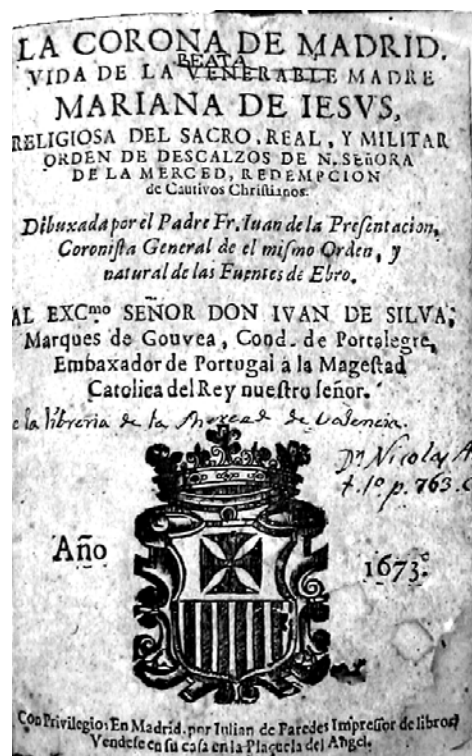 LA CORONA DE MADRID.
BEATA
VIDA DE LA VENERABLE MADRE
MARIANA DE IESVS,
RELIGIOSA DEL SACRO, REAL, Y MILITAR
ORDEN DE DESCALZOS DE N. SEñORA
DE LA MERCED, REDEMPCION
de Cautivos Christianos.
Dibuxada por el Padre Fr. Iuan de la Preſentacion,
Coroniſta General de el miſmo Orden, y
natural de las Fuentes de Ebro.
AL EXCmo SEÑOR DON IVAN DE SILVA,
Marques de Gouvea, Cond. de Portalegre,
Embaxador de Portugal à la Mageſtad
Catolica del Rey nueſtro ſeñor.
e la libreria de la Merced de Valencia.
Dn Nicolas A
t. 1º p. 763. c
Año 1673.
Con Privilegio: En Madrid, por Iulian de Paredes Impreſſor de libros,
Vendeſe en ſu caſa en la Plaçuela del Angel.